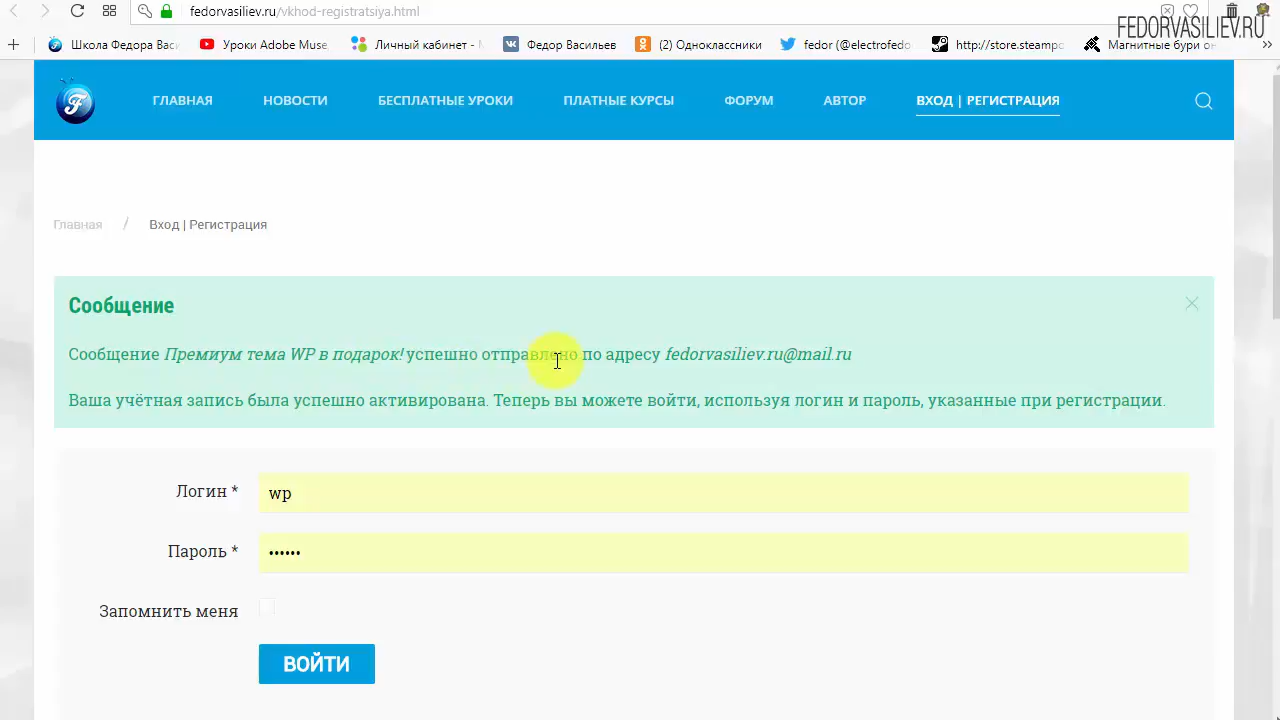 fedorvasiliev.ru/vkhod-registratsiya.html
FEDORVASILIEV.RU
Школа Федора Васи
Уроки Adobe Muse,
Личный кабинет -
Федор Васильев
(2) Одноклассники
fedor (@electrofedo
http://store.steampo
Магнитные бури он
ГЛАВНАЯ
НОВОСТИ
БЕСПЛАТНЫЕ УРОКИ
ПЛАТНЫЕ КУРСЫ
ФОРУМ
АВТОР
ВХОД | РЕГИСТРАЦИЯ
Главная / Вход | Регистрация
Сообщение
Сообщение Премиум тема WP в подарок! успешно отправлено по адресу fedorvasiliev.ru@mail.ru
Ваша учётная запись была успешно активирована. Теперь вы можете войти, используя логин и пароль, указанные при регистрации.
Логин *
wp
Пароль *
••••••
Запомнить меня
ВОЙТИ